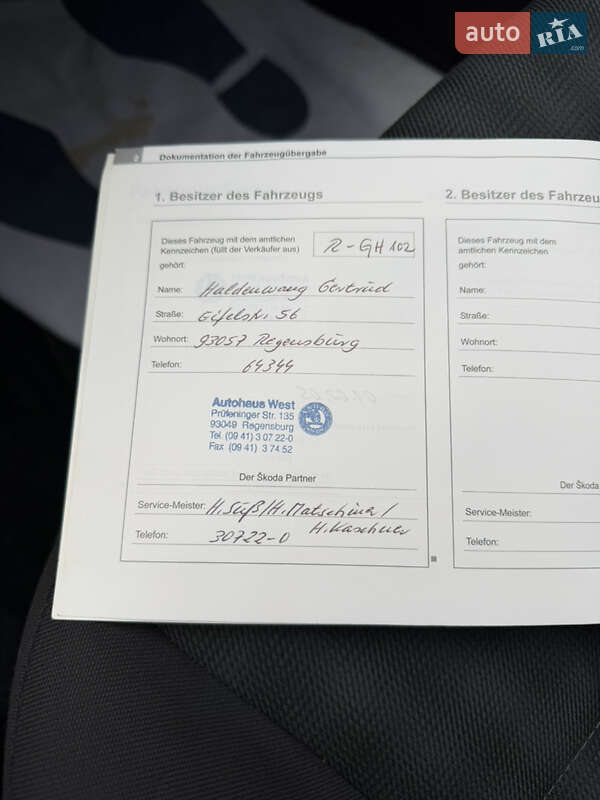 auto RIA.com
9 Dokumentation der Fahrzeugübergabe
1. Besitzer des Fahrzeugs
Dieses Fahrzeug mit dem amtlichen
Kennzeichen (füllt der Verkäufer aus)
R-GH 102
gehört:
Name: Haldenwang Gertrud
Straße: Eifelstr. 56
Wohnort: 93057 Regensburg
Telefon: 64344
Autohaus West
Prüfeninger Str. 135
93049 Regensburg
Tel. (09 41) 3 07 22-0
Fax (09 41) 3 74 52
Der Škoda Partner
Service-Meister: H. Süß/H. Matschina/
H. Kaschner
Telefon: 30722-0
2. Besitzer des Fahrzeu
Dieses Fahrzeug mit dem
amtlichen Kennzeichen
gehört:
Name:
Straße:
Wohnort:
Telefon:
Der Škoda
Service-Meister:
Telefon: